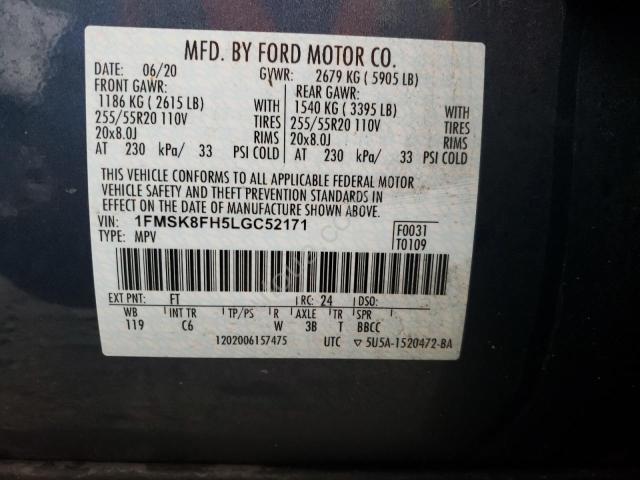 MFD. BY FORD MOTOR CO.
DATE: 06/20 GVWR: 2679 KG ( 5905 LB)
FRONT GAWR: REAR GAWR:
1186 KG ( 2615 LB) WITH 1540 KG ( 3395 LB) WITH
255/55R20 110V TIRES 255/55R20 110V TIRES
20x8.0J RIMS 20x8.0J RIMS
AT 230 kPa/ 33 PSI COLD AT 230 kPa/ 33 PSI COLD
THIS VEHICLE CONFORMS TO ALL APPLICABLE FEDERAL MOTOR
VEHICLE SAFETY AND THEFT PREVENTION STANDARDS IN
EFFECT ON THE DATE OF MANUFACTURE SHOWN ABOVE.
VIN: 1FMSK8FH5LGC52171 F0031
TYPE: MPV T0109
EXT PNT: FT RC: 24 DSO:
WB INT TR TP/PS R AXLE TR SPR
119 C6 W 3B T BBCC
1202006157475 UTC ▽ 5U5A-1520472-BA